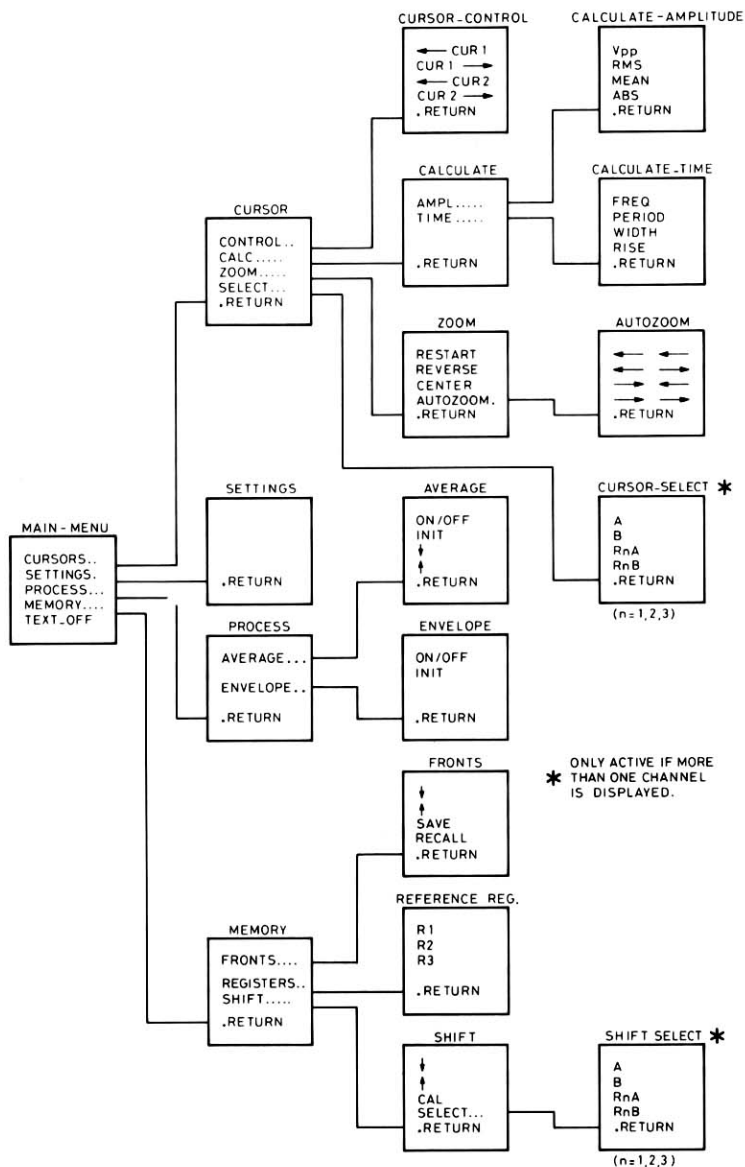 MAIN-MENU
CURSORS..
SETTINGS.
PROCESS...
MEMORY....
TEXT_OFF
CURSOR
CONTROL..
CALC.....
ZOOM.....
SELECT...
.RETURN
CURSOR-CONTROL
← CUR 1
CUR 1 →
← CUR 2
CUR 2 →
.RETURN
CALCULATE
AMPL.....
TIME.....
.RETURN
CALCULATE-AMPLITUDE
Vpp
RMS
MEAN
ABS
.RETURN
CALCULATE-TIME
FREQ
PERIOD
WIDTH
RISE
.RETURN
ZOOM
RESTART
REVERSE
CENTER
AUTOZOOM.
.RETURN
AUTOZOOM
← ←
← →
→ ←
→ →
.RETURN
CURSOR-SELECT *
A
B
RnA
RnB
.RETURN
(n=1,2,3)
SETTINGS
.RETURN
PROCESS
AVERAGE...
ENVELOPE..
.RETURN
AVERAGE
ON/OFF
INIT
↓
↑
.RETURN
ENVELOPE
ON/OFF
INIT
.RETURN
* ONLY ACTIVE IF MORE
THAN ONE CHANNEL
IS DISPLAYED.
MEMORY
FRONTS....
REGISTERS..
SHIFT.....
.RETURN
FRONTS
↓
↑
SAVE
RECALL
.RETURN
REFERENCE REG.
R1
R2
R3
.RETURN
SHIFT
↓
↑
CAL
SELECT...
.RETURN
SHIFT SELECT *
A
B
RnA
RnB
.RETURN
(n=1,2,3)